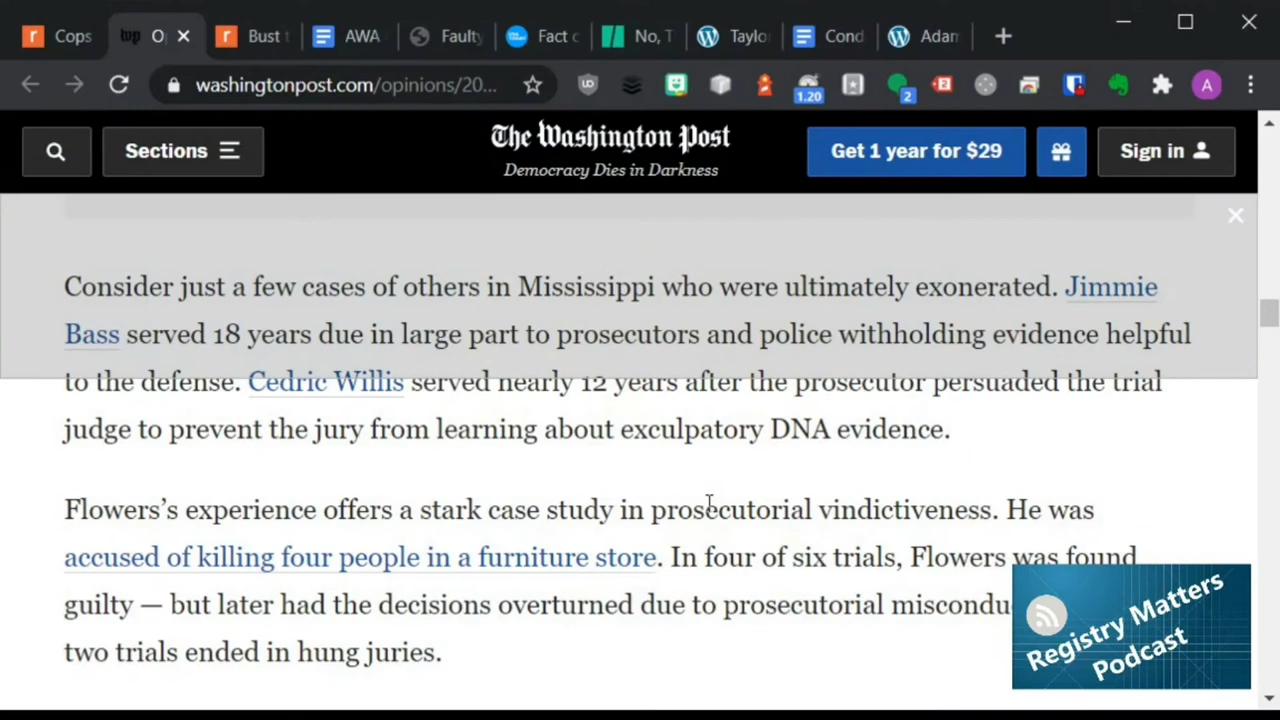 Cops
O
Bust t
AWA
Faulty
Fact c
No, T
Taylo
Cond
Adam
washingtonpost.com/opinions/20...
1.20
2
A
Sections
The Washington Post
Democracy Dies in Darkness
Get 1 year for $29
Sign in
Consider just a few cases of others in Mississippi who were ultimately exonerated. Jimmie
Bass served 18 years due in large part to prosecutors and police withholding evidence helpful
to the defense. Cedric Willis served nearly 12 years after the prosecutor persuaded the trial
judge to prevent the jury from learning about exculpatory DNA evidence.
Flowers’s experience offers a stark case study in prosecutorial vindictiveness. He was
accused of killing four people in a furniture store. In four of six trials, Flowers was found
guilty — but later had the decisions overturned due to prosecutorial miscondu
two trials ended in hung juries.
Registry Matters
Podcast